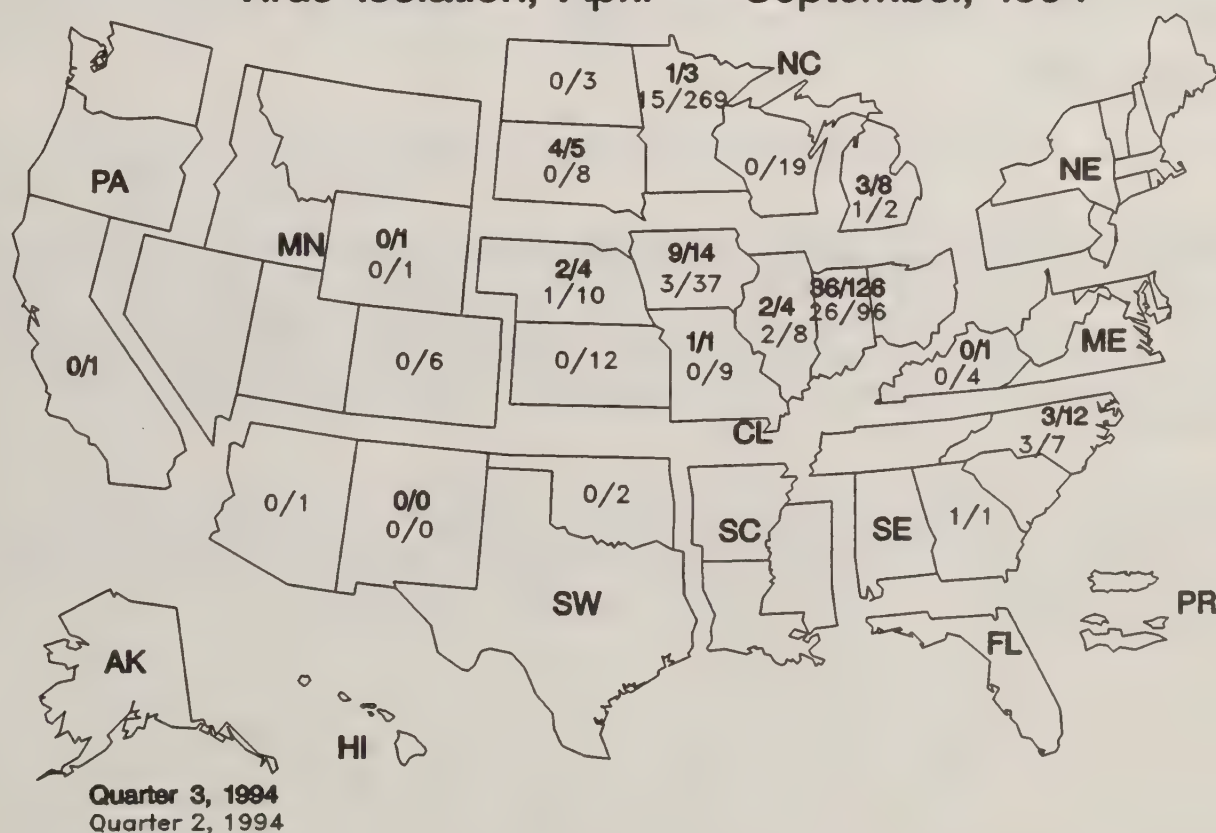 1/3
NC
0/3
15/269
4/5
0/8
0/19
PA
NE
3/8
1/2
MN
0/1
0/1
9/14
3/37
2/4
1/10
36/126
26/96
2/4
2/8
0/1
0/6
0/12
1/1
0/9
0/1
0/4
ME
CL
3/12
3/7
0/1
0/0
0/0
0/2
SC
SE
1/1
SW
PR
AK
FL
HI
Quarter 3, 1994
Quarter 2, 1994